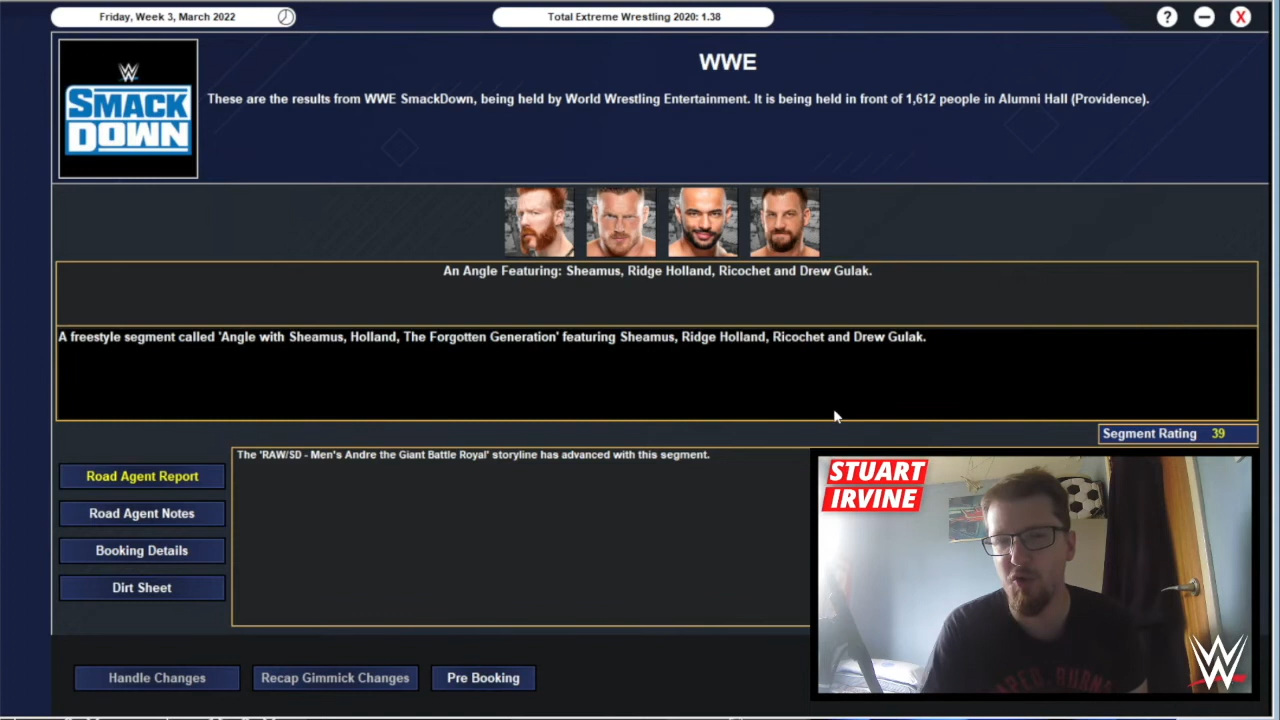 Friday, Week 3, March 2022
Total Extreme Wrestling 2020: 1.38
?
X
W
SMACK
DOWN
WWE
These are the results from WWE SmackDown, being held by World Wrestling Entertainment. It is being held in front of 1,612 people in Alumni Hall (Providence).
An Angle Featuring: Sheamus, Ridge Holland, Ricochet and Drew Gulak.
A freestyle segment called 'Angle with Sheamus, Holland, The Forgotten Generation' featuring Sheamus, Ridge Holland, Ricochet and Drew Gulak.
Segment Rating 39
Road Agent Report
Road Agent Notes
Booking Details
Dirt Sheet
The 'RAW/SD - Men's Andre the Giant Battle Royal' storyline has advanced with this segment.
STUART
IRVINE
W
Handle Changes
Recap Gimmick Changes
Pre Booking